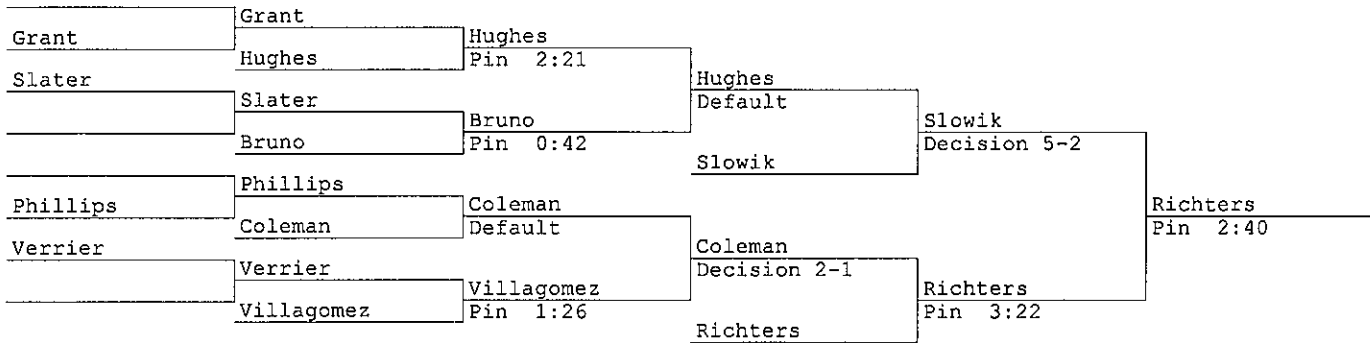 Grant
Grant
Hughes
Hughes
Pin 2:21
Slater
Slater
Bruno
Bruno
Pin 0:42
Hughes
Default
Slowik
Slowik
Decision 5-2
Phillips
Phillips
Coleman
Coleman
Default
Verrier
Verrier
Villagomez
Villagomez
Pin 1:26
Coleman
Decision 2-1
Richters
Richters
Pin 3:22
Richters
Pin 2:40